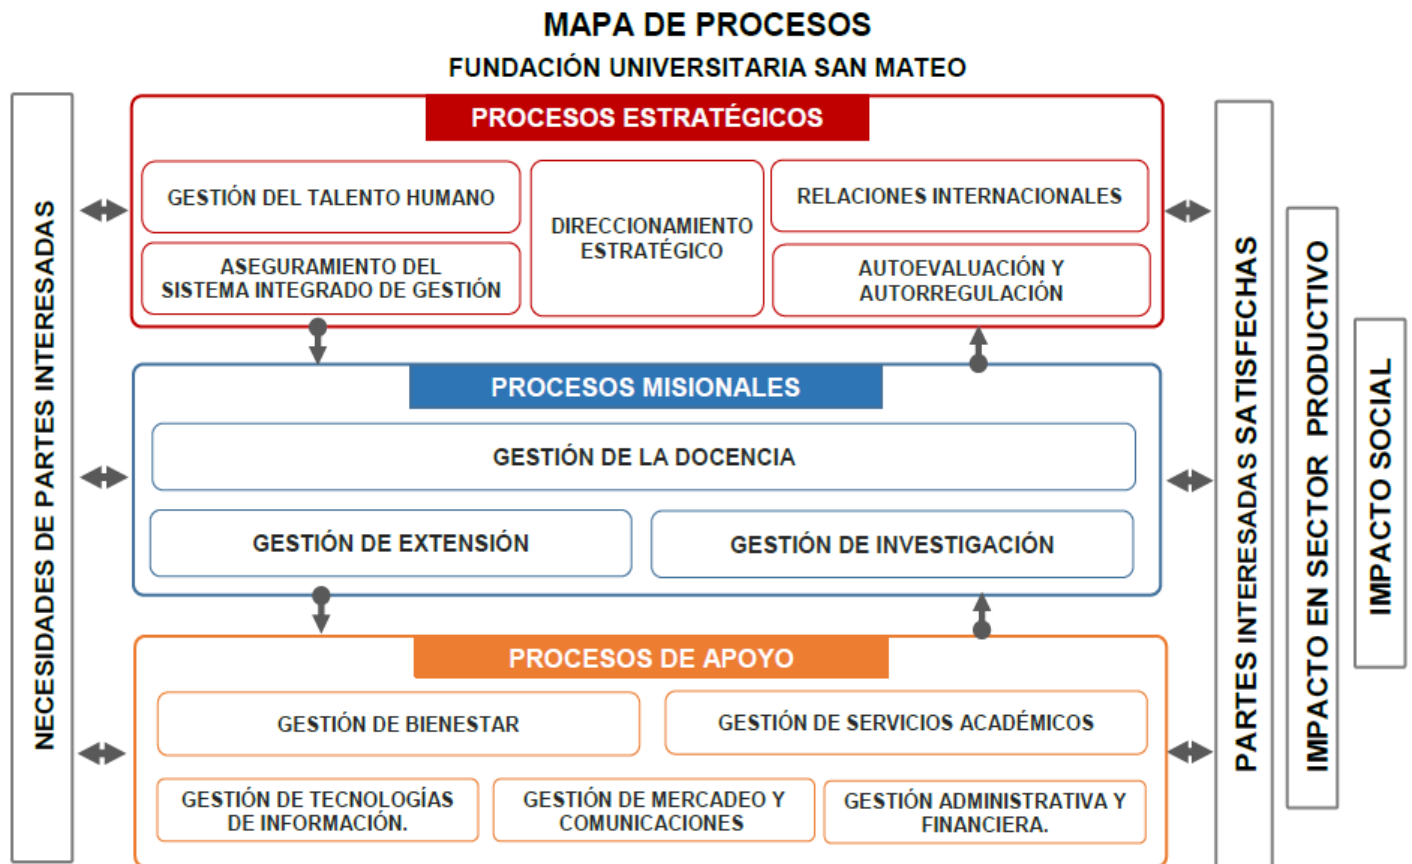 MAPA DE PROCESOS
FUNDACIÓN UNIVERSITARIA SAN MATEO
NECESIDADES DE PARTES INTERESADAS
PROCESOS ESTRATÉGICOS
GESTIÓN DEL TALENTO HUMANO
ASEGURAMIENTO DEL
SISTEMA INTEGRADO DE GESTIÓN
DIRECCIONAMIENTO
ESTRATÉGICO
RELACIONES INTERNACIONALES
AUTOEVALUACIÓN Y
AUTORREGULACIÓN
PROCESOS MISIONALES
GESTIÓN DE LA DOCENCIA
GESTIÓN DE EXTENSIÓN
GESTIÓN DE INVESTIGACIÓN
PROCESOS DE APOYO
GESTIÓN DE BIENESTAR
GESTIÓN DE SERVICIOS ACADÉMICOS
GESTIÓN DE TECNOLOGÍAS
DE INFORMACIÓN.
GESTIÓN DE MERCADEO Y
COMUNICACIONES
GESTIÓN ADMINISTRATIVA Y
FINANCIERA.
PARTES INTERESADAS SATISFECHAS
IMPACTO EN SECTOR PRODUCTIVO
IMPACTO SOCIAL